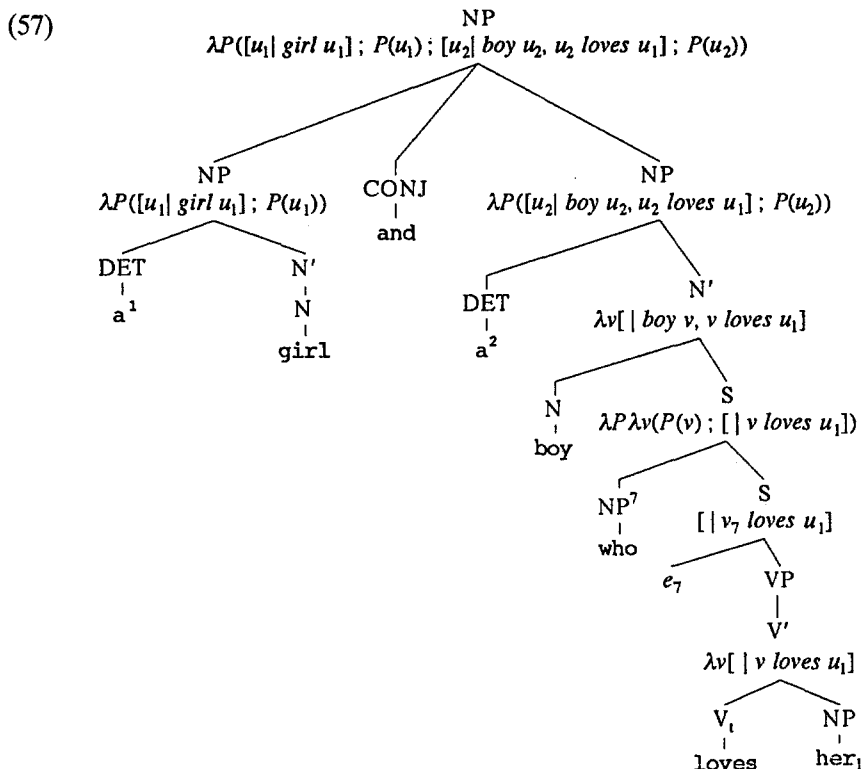 (57) NP
λP([u₁| girl u₁] ; P(u₁) ; [u₂| boy u₂, u₂ loves u₁] ; P(u₂))
NP CONJ NP
λP([u₁| girl u₁] ; P(u₁)) and λP([u₂| boy u₂, u₂ loves u₁] ; P(u₂))
DET N' DET N'
a¹ N a² λv[ | boy v, v loves u₁]
girl
N S
boy λPλv(P(v) ; [ | v loves u₁])
NP⁷ S
who [ | v₇ loves u₁]
e₇ VP
V'
λv[ | v loves u₁]
Vₜ NP
loves her₁